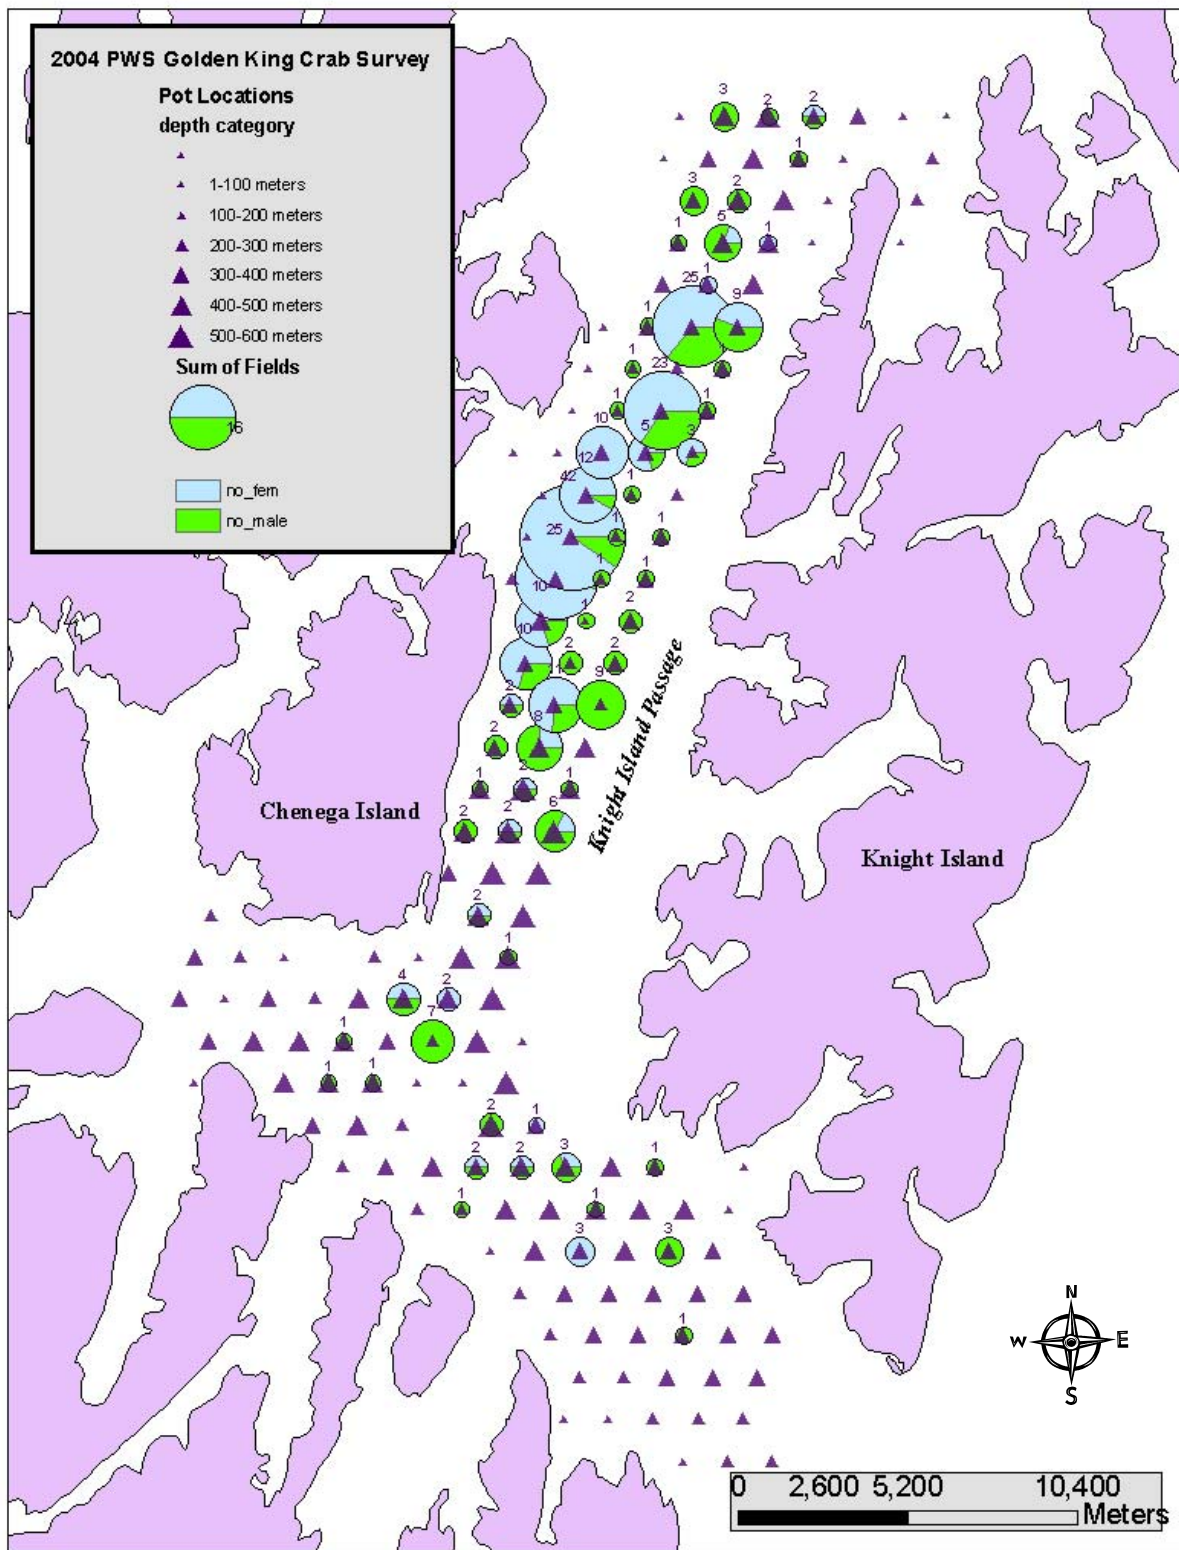 2004 PWS Golden King Crab Survey
Pot Locations
depth category
1-100 meters
100-200 meters
200-300 meters
300-400 meters
400-500 meters
500-600 meters
Sum of Fields
16
no_fem
no_male
3 2 2
1
3 2
1 5 1
1
25
1 9
1
23
1 1
10 5 3
12
42 1
25 1 1
1 1
10
1 2
10
2 2
11 9
2
8
2
2
1 1
2 2 6
Knight Island Passage
Chenega Island
Knight Island
2
1
4 2
7
1
1 1
2 1
2 2 3 1
1 1
3 3
1
N
W E
S
0 2,600 5,200 10,400
Meters